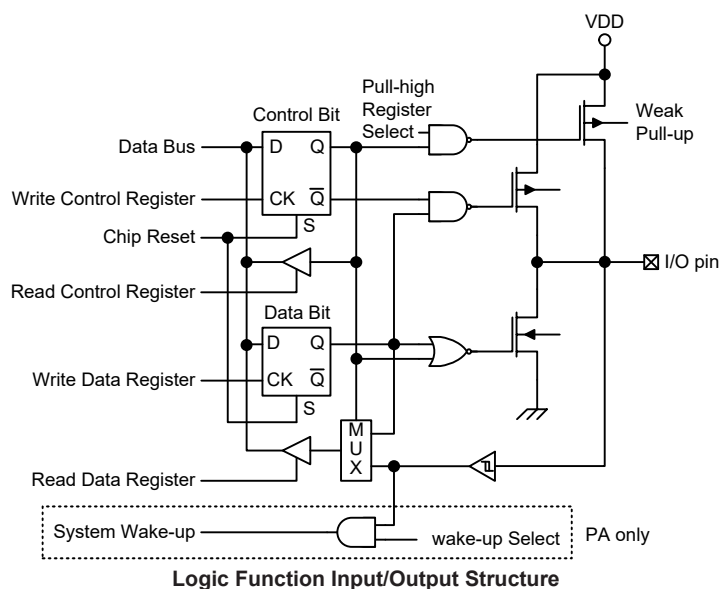 VDD
Pull-high
Register
Select
Weak
Pull-up
Control Bit
Data Bus
D Q
Write Control Register
CK Q
S
Chip Reset
I/O pin
Read Control Register
Data Bit
D Q
Write Data Register
CK Q
S
M
U
X
Read Data Register
System Wake-up
wake-up Select
PA only
Logic Function Input/Output Structure